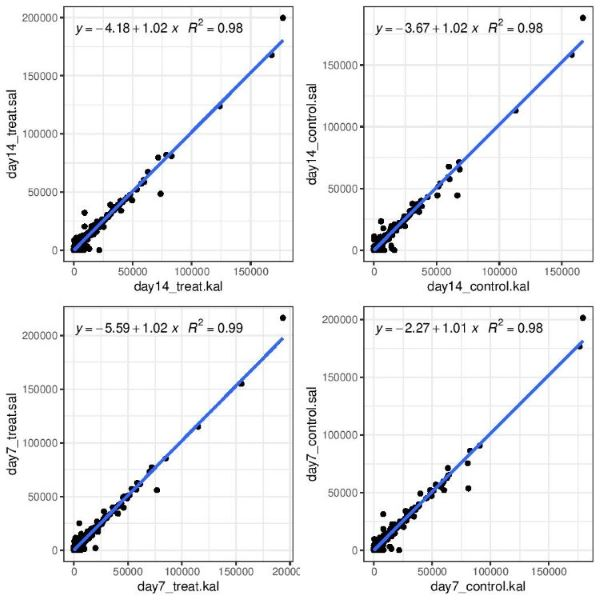 y = −4.18 + 1.02 x  R² = 0.98
200000
150000
100000
50000
0
day14_treat.sal
0 50000 100000 150000
day14_treat.kal
y = −3.67 + 1.02 x  R² = 0.98
150000
100000
50000
0
day14_control.sal
0 50000 100000 150000
day14_control.kal
y = −5.59 + 1.02 x  R² = 0.99
200000
150000
100000
50000
0
day7_treat.sal
0 50000 100000 150000 20000
day7_treat.kal
y = −2.27 + 1.01 x  R² = 0.98
200000
150000
100000
50000
0
day7_control.sal
0 50000 100000 150000
day7_control.kal